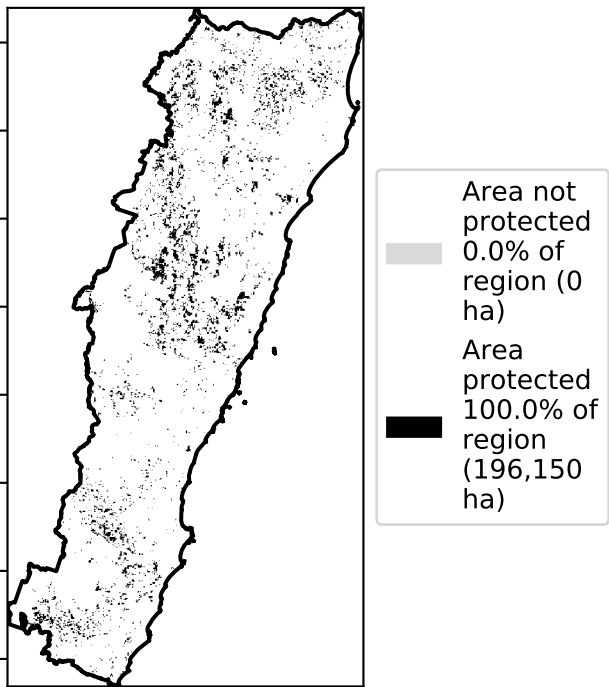 Area not
protected
0.0% of
region (0
ha)
Area
protected
100.0% of
region
(196,150
ha)